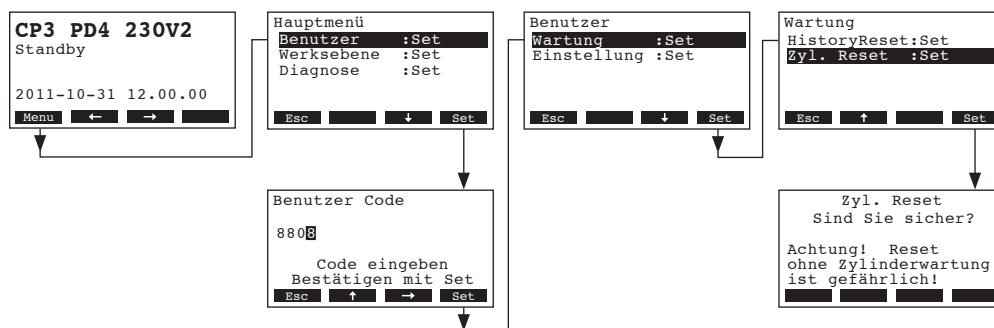 CP3 PD4 230V2
Standby
2011-10-31 12.00.00
Menu ← →
Hauptmenü
Benutzer :Set
Werksebene :Set
Diagnose :Set
Esc ↓ Set
Benutzer Code
8808
Code eingeben
Bestätigen mit Set
Esc ↑ → Set
Benutzer
Wartung :Set
Einstellung :Set
Esc ↓ Set
Wartung
HistoryReset:Set
Zyl. Reset :Set
Esc ↑ Set
Zyl. Reset
Sind Sie sicher?
Achtung! Reset
ohne Zylinderwartung
ist gefährlich!